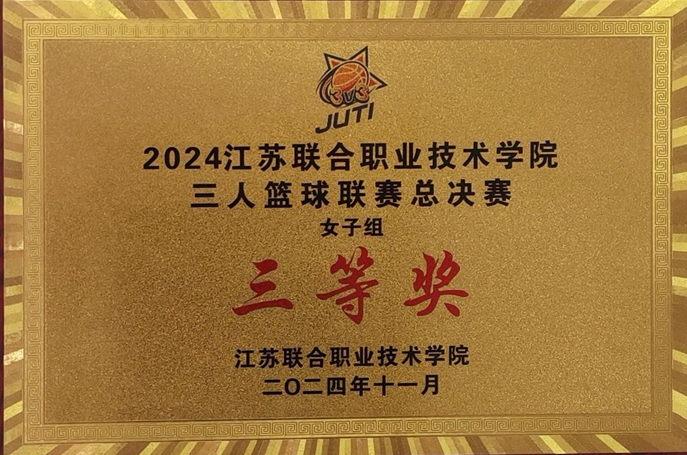 3V3
JUTI
2024江苏联合职业技术学院
三人篮球联赛总决赛
女子组
三等奖
江苏联合职业技术学院
二〇二四年十一月